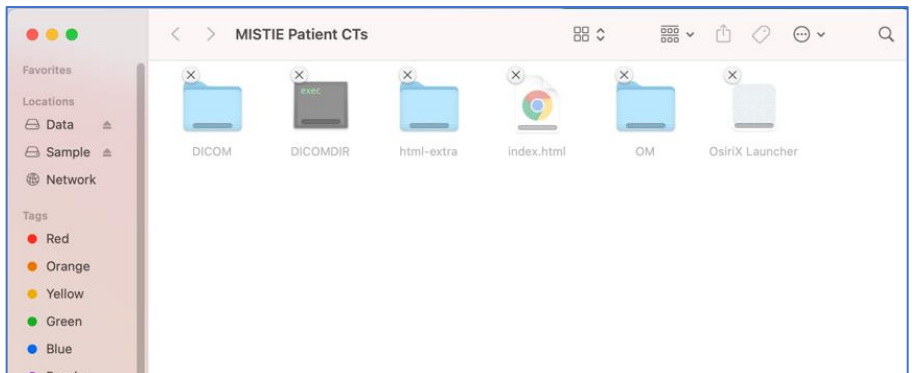 MISTIE Patient CTs
Favorites
Locations
Data
Sample
Network
Tags
Red
Orange
Yellow
Green
Blue
exec
DICOM
DICOMDIR
html-extra
index.html
OM
OsiriX Launcher